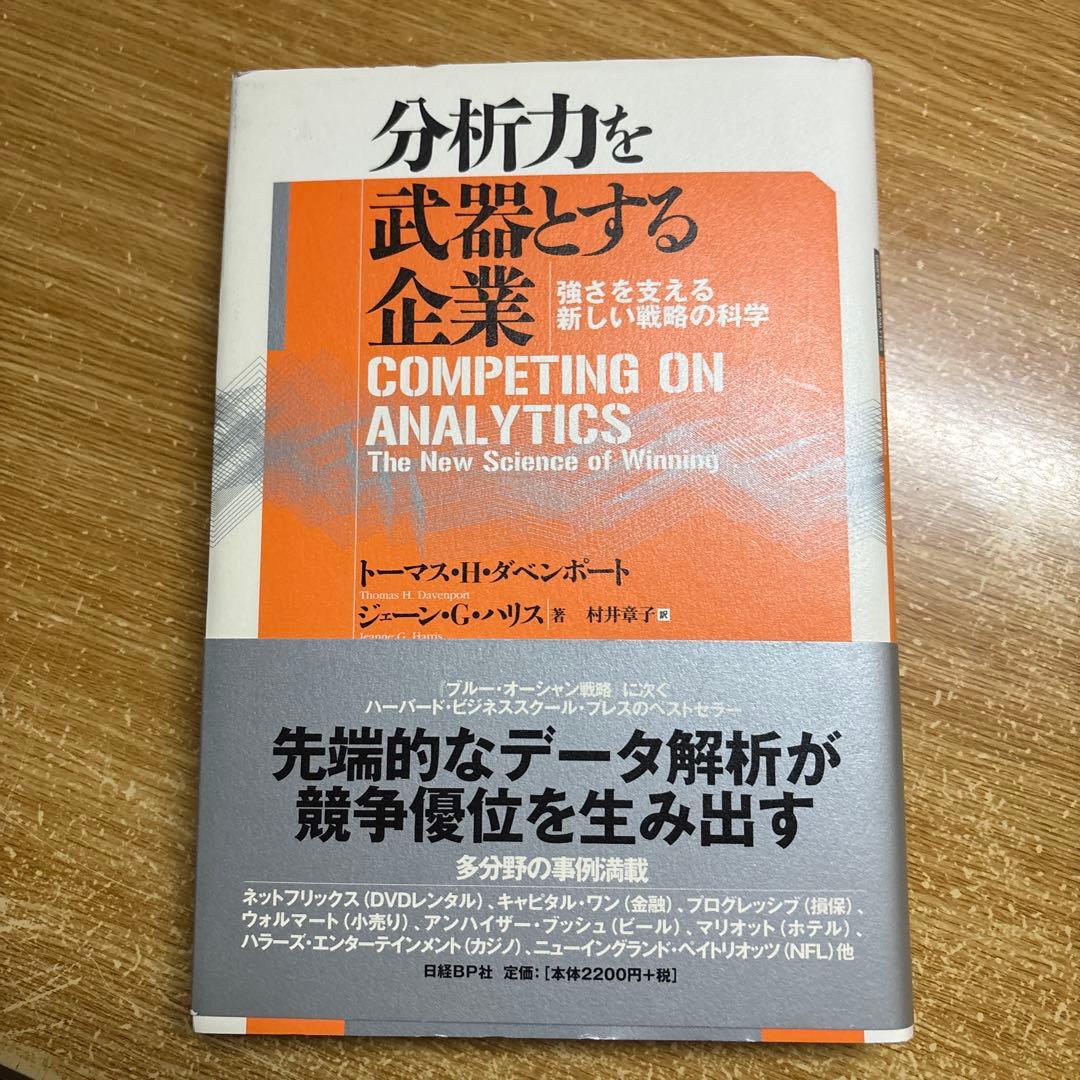 分析力を
武器とする
企業
強さを支える
新しい戦略の科学
COMPETING ON
ANALYTICS
The New Science of Winning
トーマス・H・ダベンポート
Thomas H. Davenport
ジェーン・G・ハリス 著 村井章子 訳
Jeanne G. Harris
『ブルー・オーシャン戦略』に次ぐ
ハーバード・ビジネススクール・プレスのベストセラー
先端的なデータ解析が
競争優位を生み出す
多分野の事例満載
ネットフリックス(DVDレンタル)、キャピタル・ワン(金融)、プログレッシブ(損保)、
ウォルマート(小売り)、アンハイザー・ブッシュ(ビール)、マリオット(ホテル)、
ハラーズ・エンターテインメント(カジノ)、ニューイングランド・ペイトリオッツ(NFL)他
日経BP社 定価:[本体2200円+税]